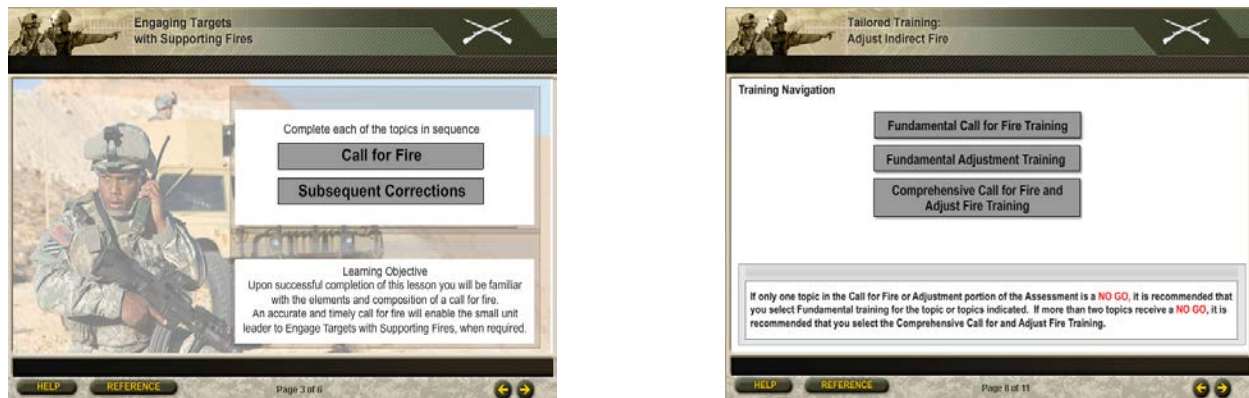 Engaging Targets
with Supporting Fires
Complete each of the topics in sequence
Call for Fire
Subsequent Corrections
Learning Objective
Upon successful completion of this lesson you will be familiar
with the elements and composition of a call for fire.
An accurate and timely call for fire will enable the small unit
leader to Engage Targets with Supporting Fires, when required.
HELP
REFERENCE
Page 3 of 6
Tailored Training:
Adjust Indirect Fire
Training Navigation
Fundamental Call for Fire Training
Fundamental Adjustment Training
Comprehensive Call for Fire and
Adjust Fire Training
If only one topic in the Call for Fire or Adjustment portion of the Assessment is a NO GO, it is recommended that
you select Fundamental training for the topic or topics indicated. If more than two topics receive a NO GO, it is
recommended that you select the Comprehensive Call for and Adjust Fire Training.
HELP
REFERENCE
Page 8 of 11